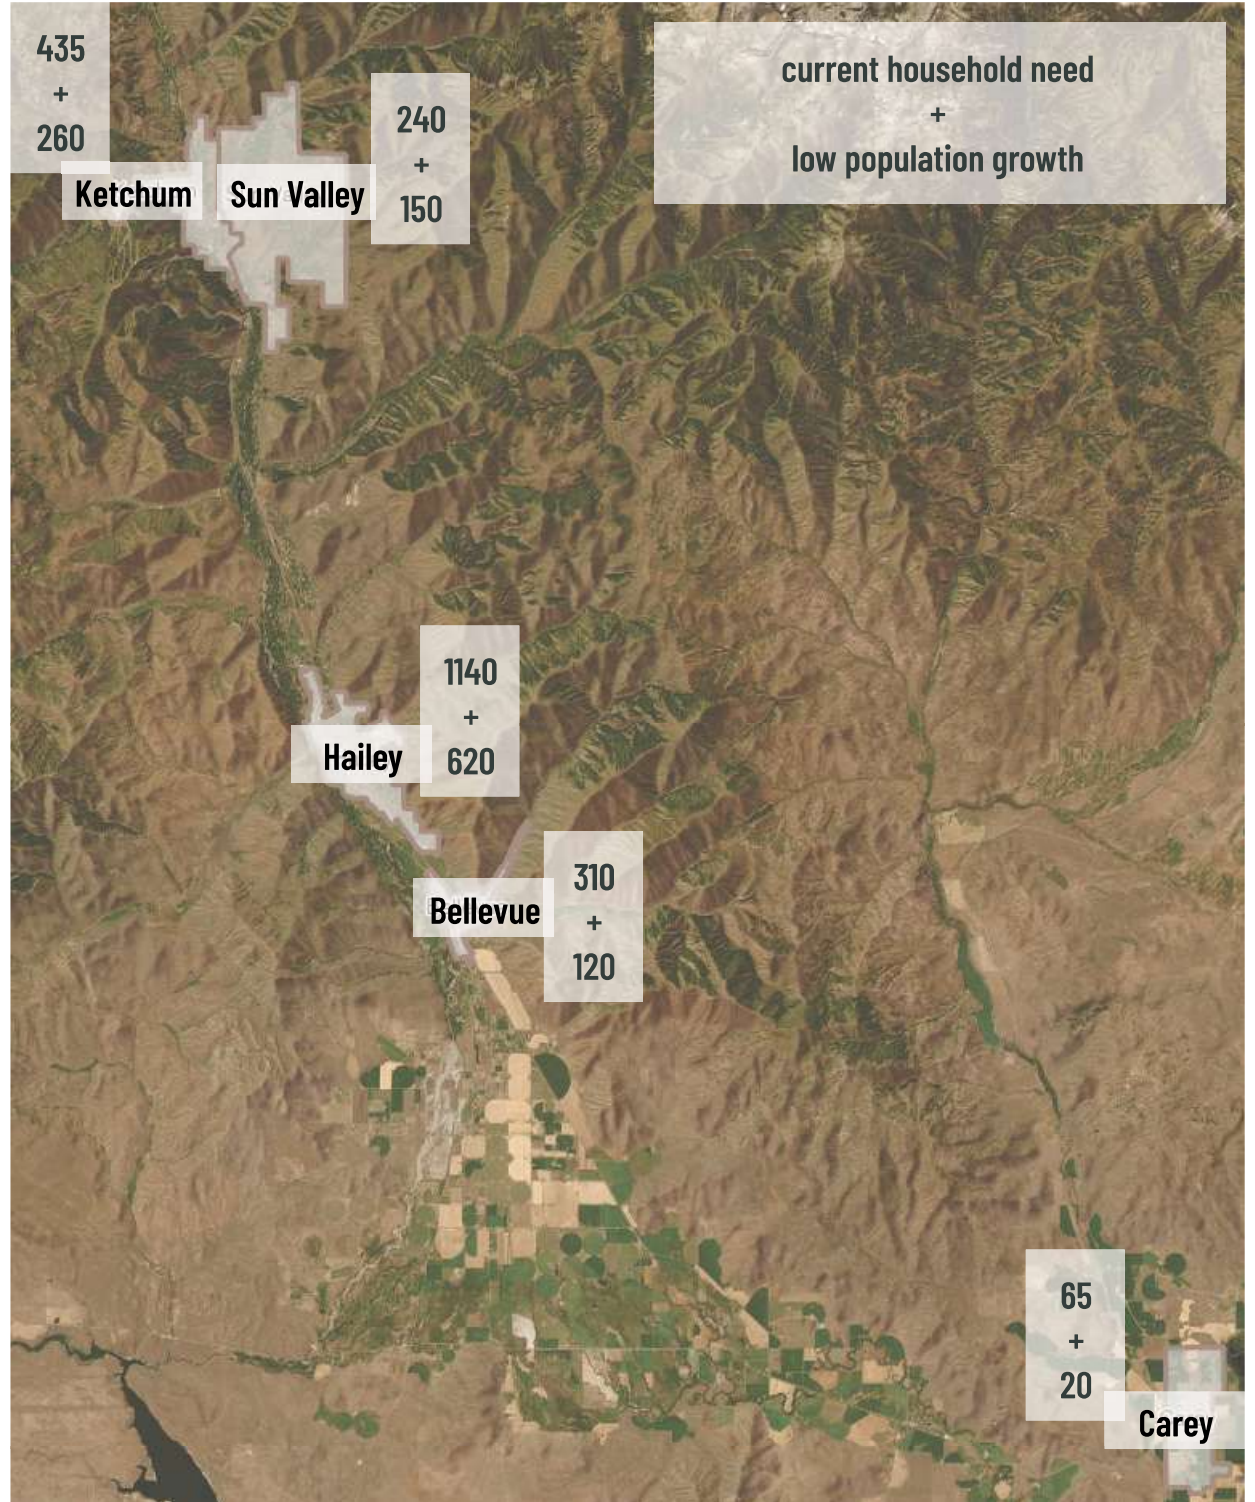 435
+
260
Ketchum
Sun Valley
240
+
150
current household need
+
low population growth
1140
+
620
Hailey
310
+
120
Bellevue
65
+
20
Carey